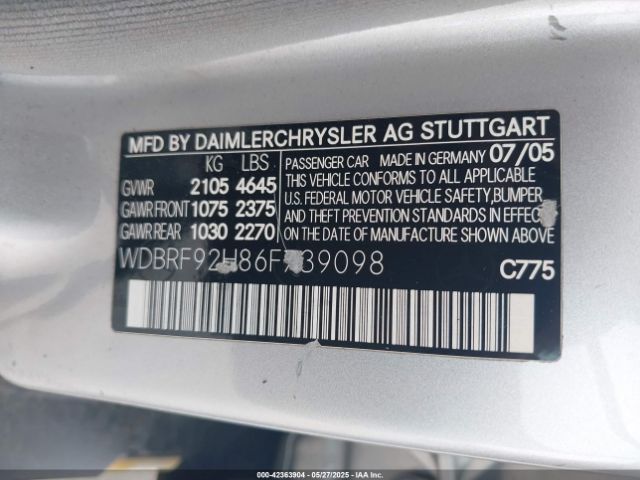 MFD BY DAIMLERCHRYSLER AG STUTTGART
KG LBS
GVWR 2105 4645
GAWR FRONT 1075 2375
GAWR REAR 1030 2270
PASSENGER CAR MADE IN GERMANY 07/05
THIS VEHICLE CONFORMS TO ALL APPLICABLE
U.S. FEDERAL MOTOR VEHICLE SAFETY, BUMPER
AND THEFT PREVENTION STANDARDS IN EFFECT
ON THE DATE OF MANUFACTURE SHOWN ABOVE.
C775
000-42363904 - 05/27/2025 - IAA Inc.